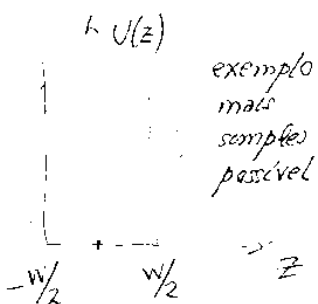 U(z)
exemplo
mais
simples
possível
-W/2
W/2
z